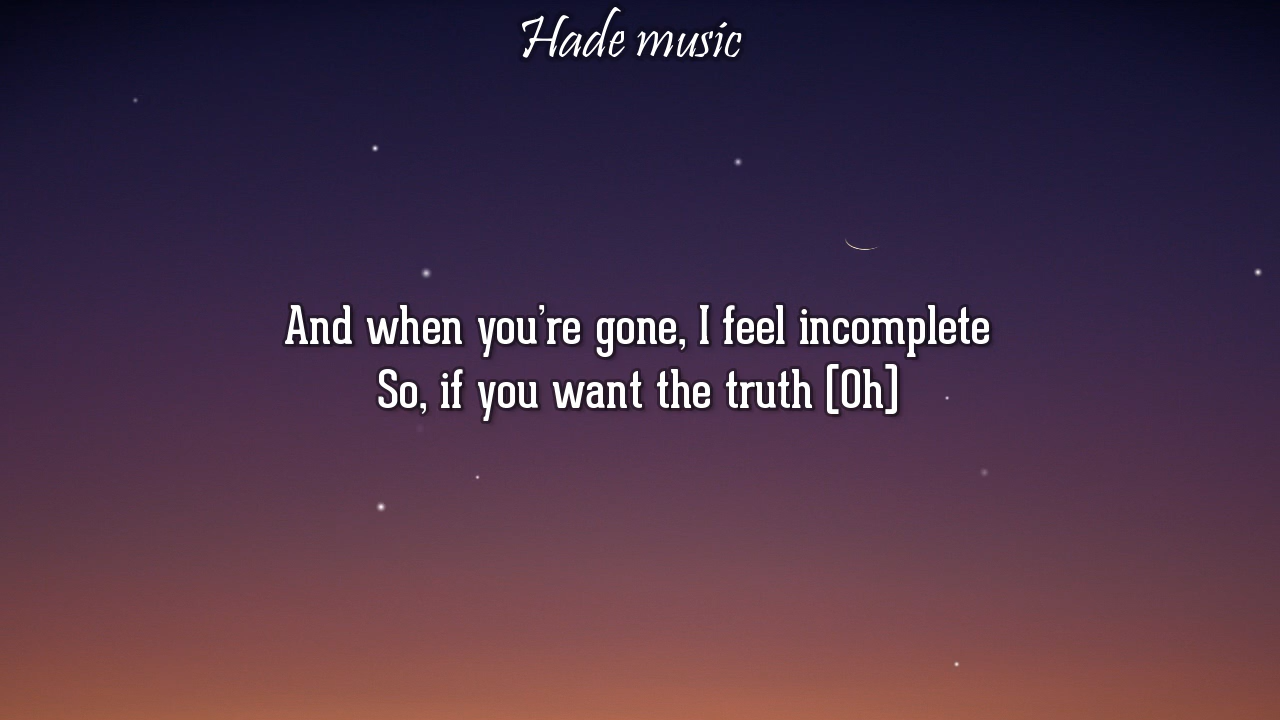 Hade music
And when you're gone, I feel incomplete
So, if you want the truth [Oh]